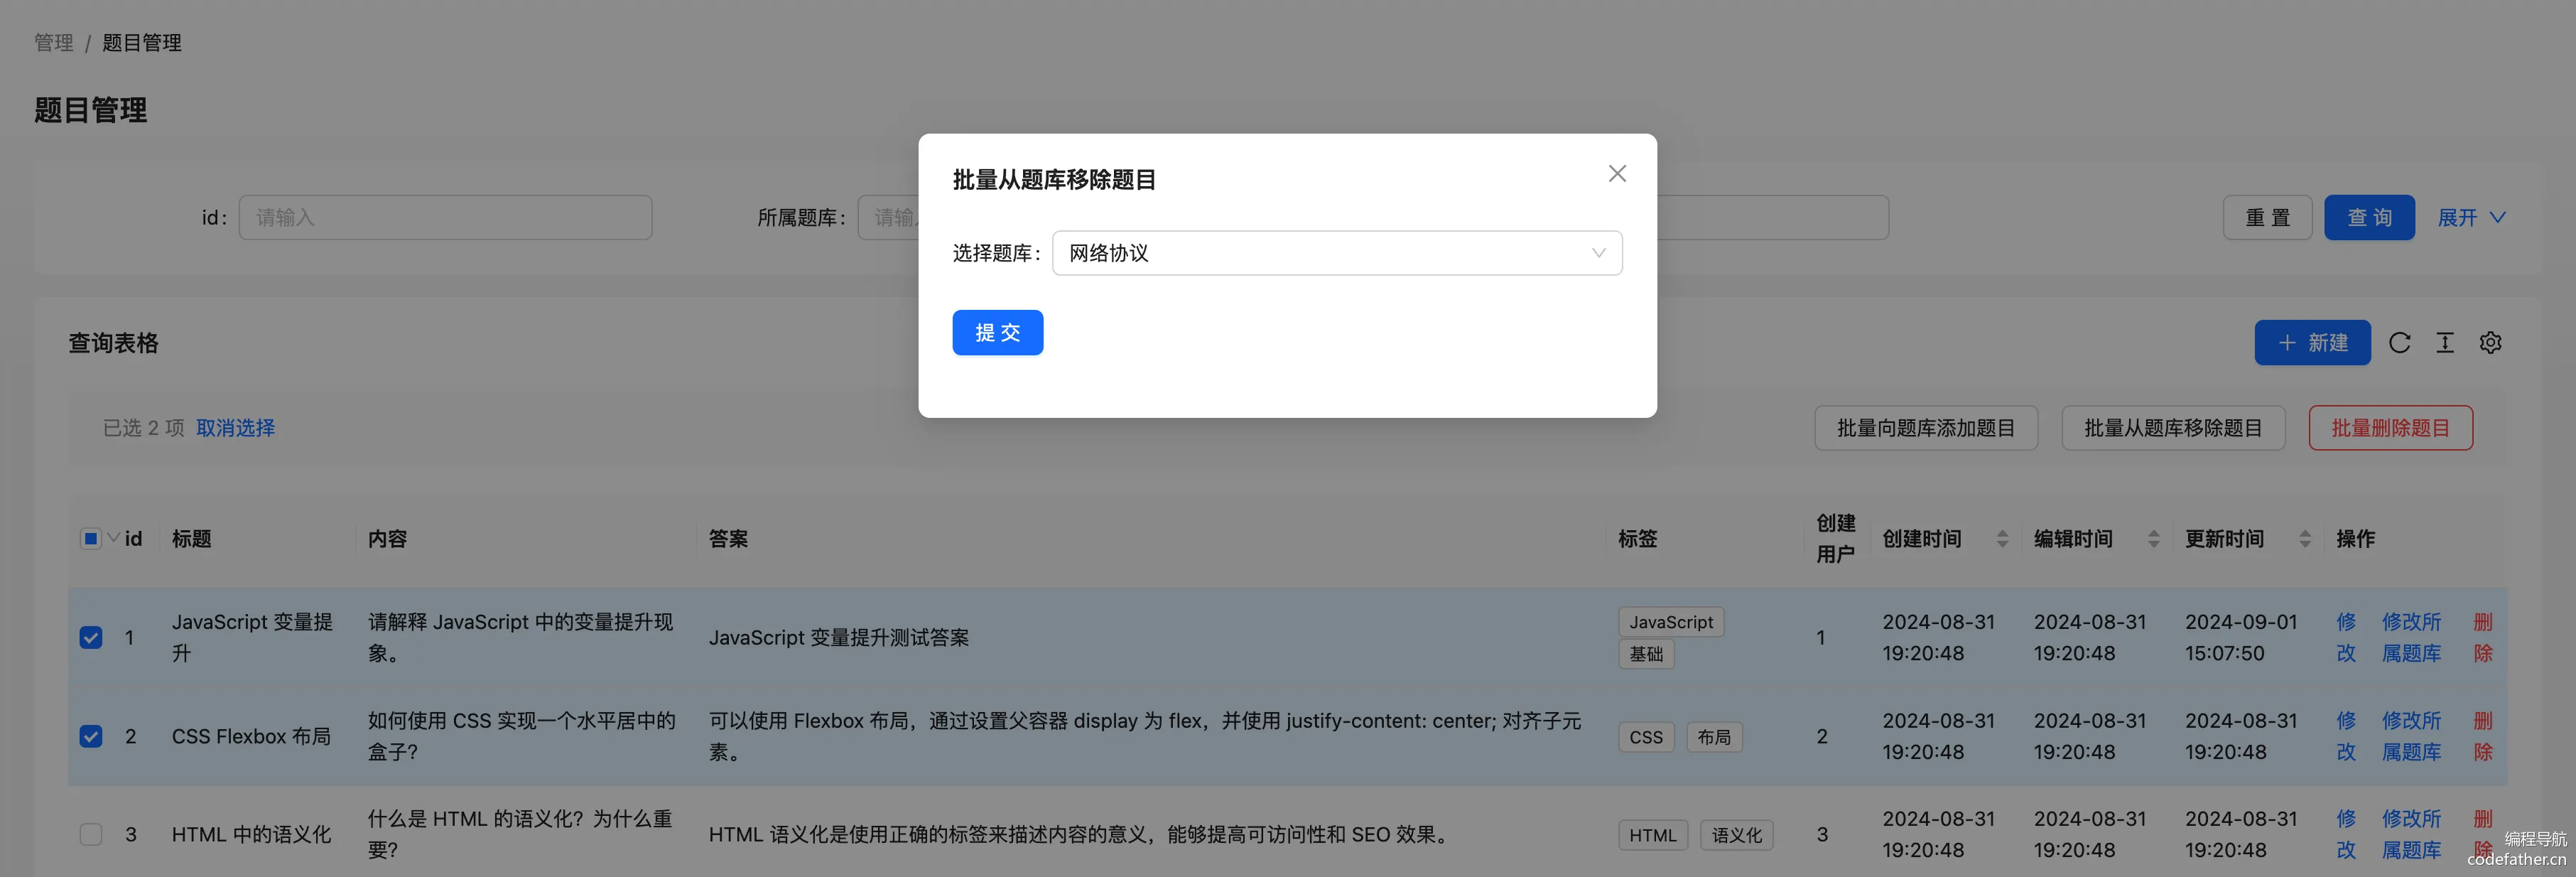 管理 / 题目管理
题目管理
批量从题库移除题目
id: 请输入 所属题库: 请输入 重 置 查 询 展开
选择题库: 网络协议
提 交
查询表格 新建
已选 2 项 取消选择 批量向题库添加题目 批量从题库移除题目 批量删除题目
id 标题 内容 答案 标签 创建用户 创建时间 编辑时间 更新时间 操作
1 JavaScript 变量提升 请解释 JavaScript 中的变量提升现象。 JavaScript 变量提升测试答案 JavaScript 基础 1 2024-08-31 19:20:48 2024-08-31 19:20:48 2024-09-01 15:07:50 修改 修改所属题库 删除
2 CSS Flexbox 布局 如何使用 CSS 实现一个水平居中的盒子? 可以使用 Flexbox 布局，通过设置父容器 display 为 flex，并使用 justify-content: center; 对齐子元素。 CSS 布局 2 2024-08-31 19:20:48 2024-08-31 19:20:48 2024-08-31 19:20:48 修改 修改所属题库 删除
3 HTML 中的语义化 什么是 HTML 的语义化? 为什么重要? HTML 语义化是使用正确的标签来描述内容的意义，能够提高可访问性和 SEO 效果。 HTML 语义化 3 2024-08-31 19:20:48 2024-08-31 19:20:48 2024-08-31 19:20:48 修改 修改所属题库 删除
编程导航
codefather.cn